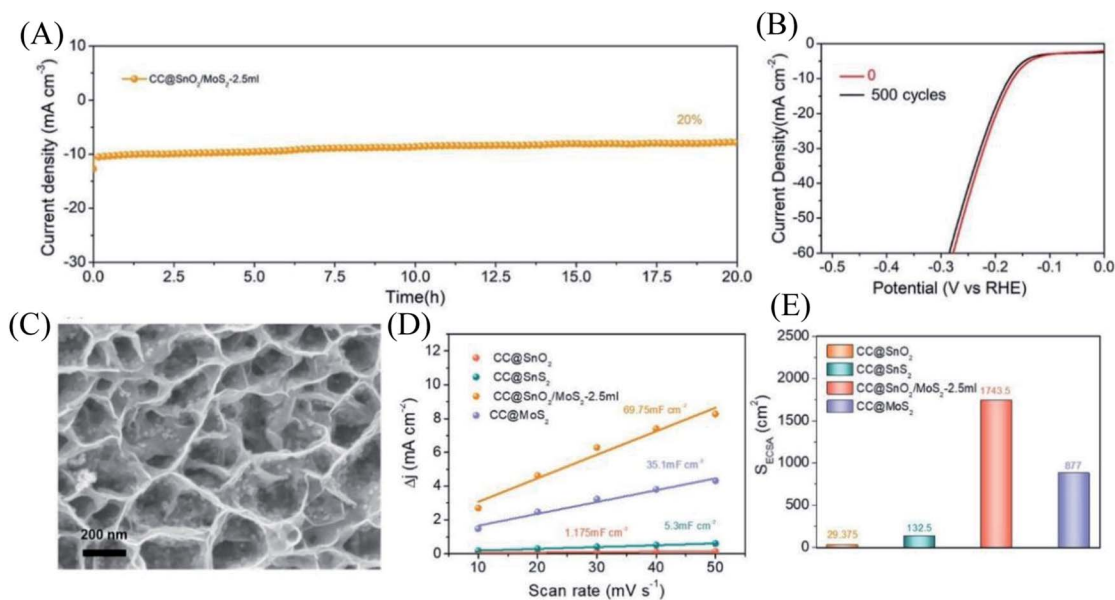 (A)
10
0
-10
-20
-30
Current density (mA cm⁻³)
CC@SnO₂/MoS₂-2.5ml
20%
0.0 2.5 5.0 7.5 10.0 12.5 15.0 17.5 20.0
Time(h)
(B)
0
-10
-20
-30
-40
-50
-60
Current Density(mA cm⁻²)
0
500 cycles
-0.5 -0.4 -0.3 -0.2 -0.1 0.0
Potential (V vs RHE)
(C)
200 nm
(D)
12
10
8
6
4
2
0
Δj (mA cm⁻²)
CC@SnO₂
CC@SnS₂
CC@SnO₂/MoS₂-2.5ml
CC@MoS₂
69.75mF cm⁻²
35.1mF cm⁻²
1.175mF cm⁻²
5.3mF cm⁻²
10 20 30 40 50
Scan rate (mV s⁻¹)
(E)
2500
2000
1500
1000
500
0
S_ECSA (cm²)
CC@SnO₂
CC@SnS₂
CC@SnO₂/MoS₂-2.5ml
CC@MoS₂
29.375
132.5
1743.5
877